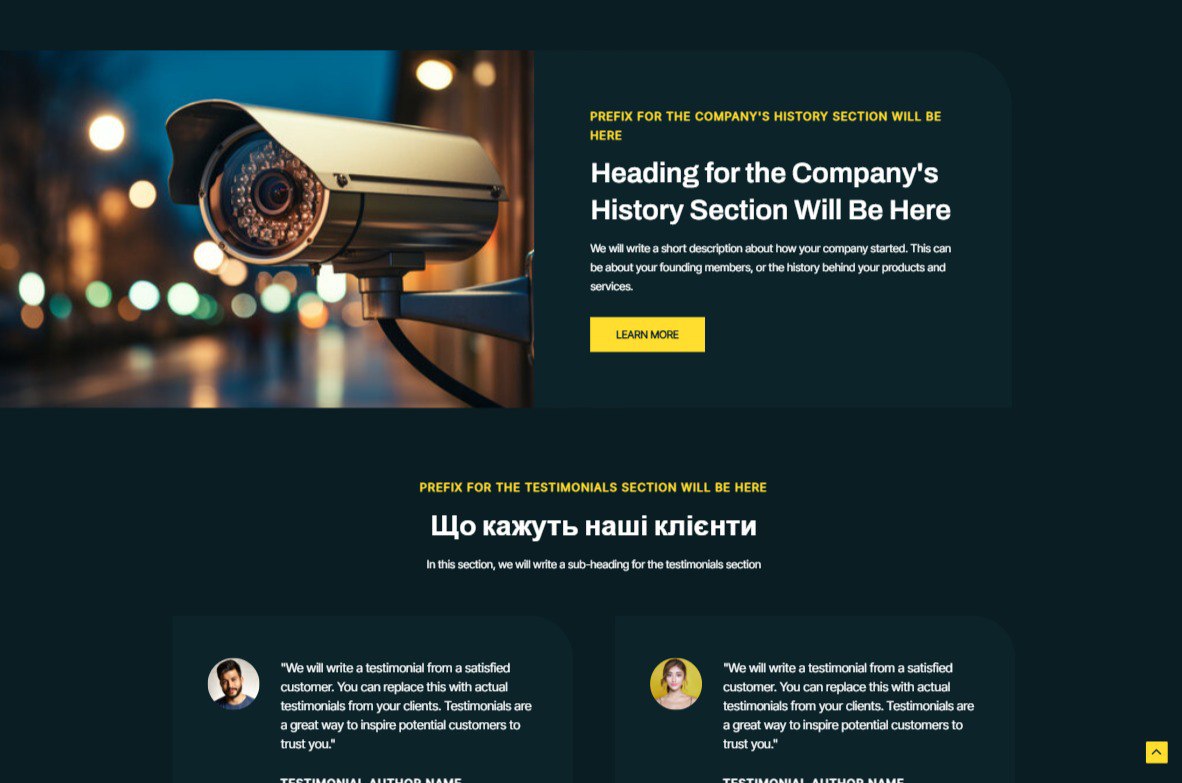 PREFIX FOR THE COMPANY'S HISTORY SECTION WILL BE
HERE
Heading for the Company's
History Section Will Be Here
We will write a short description about how your company started. This can
be about your founding members, or the history behind your products and
services.
LEARN MORE
PREFIX FOR THE TESTIMONIALS SECTION WILL BE HERE
Що кажуть наші клієнти
In this section, we will write a sub-heading for the testimonials section
"We will write a testimonial from a satisfied
customer. You can replace this with actual
testimonials from your clients. Testimonials are
a great way to inspire potential customers to
trust you."
TESTIMONIAL AUTHOR NAME
"We will write a testimonial from a satisfied
customer. You can replace this with actual
testimonials from your clients. Testimonials are
a great way to inspire potential customers to
trust you."
TESTIMONIAL AUTHOR NAME